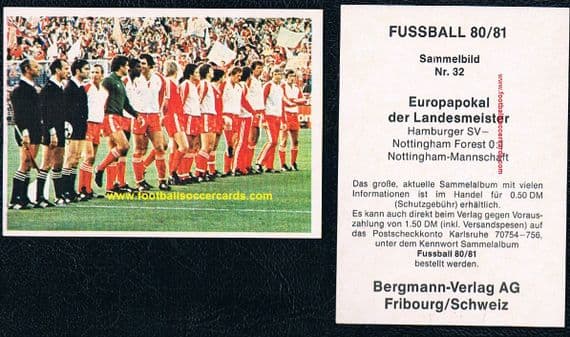 www.footballsoccercards.com
FUSSBALL 80/81
Sammelbild
Nr. 32
Europapokal
der Landesmeister
Hamburger SV–
Nottingham Forest 0:
Nottingham-Mannschaft
www.footballsoccercards.com
Das große, aktuelle Sammelalbum mit vielen
Informationen ist im Handel für 0.50 DM
(Schutzgebühr) erhältlich.
Es kann auch direkt beim Verlag gegen Voraus-
zahlung von 1.50 DM (inkl. Versandspesen) auf
das Postscheckkonto Karlsruhe 70754–756,
unter dem Kennwort Sammelalbum
Fussball 80/81
bestellt werden.
Bergmann-Verlag AG
Fribourg/Schweiz